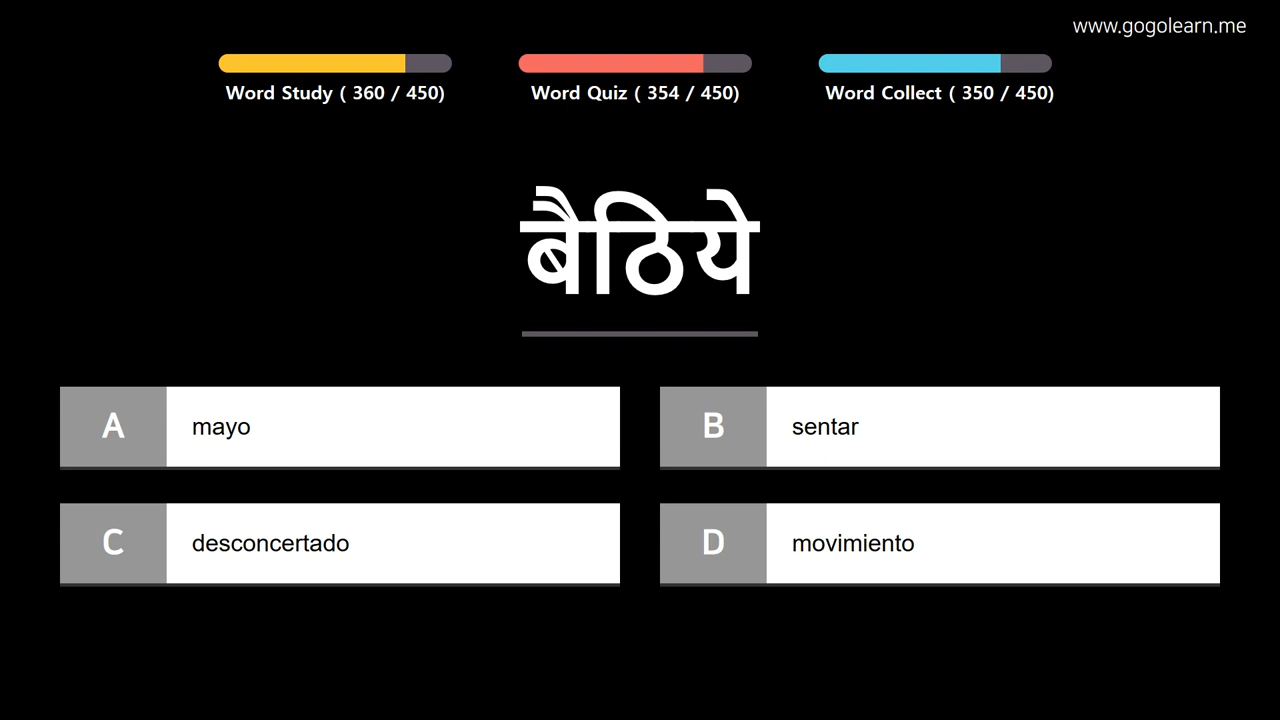 www.gogolearn.me
Word Study ( 360 / 450)
Word Quiz ( 354 / 450)
Word Collect ( 350 / 450)
बैठिये
A mayo
B sentar
C desconcertado
D movimiento